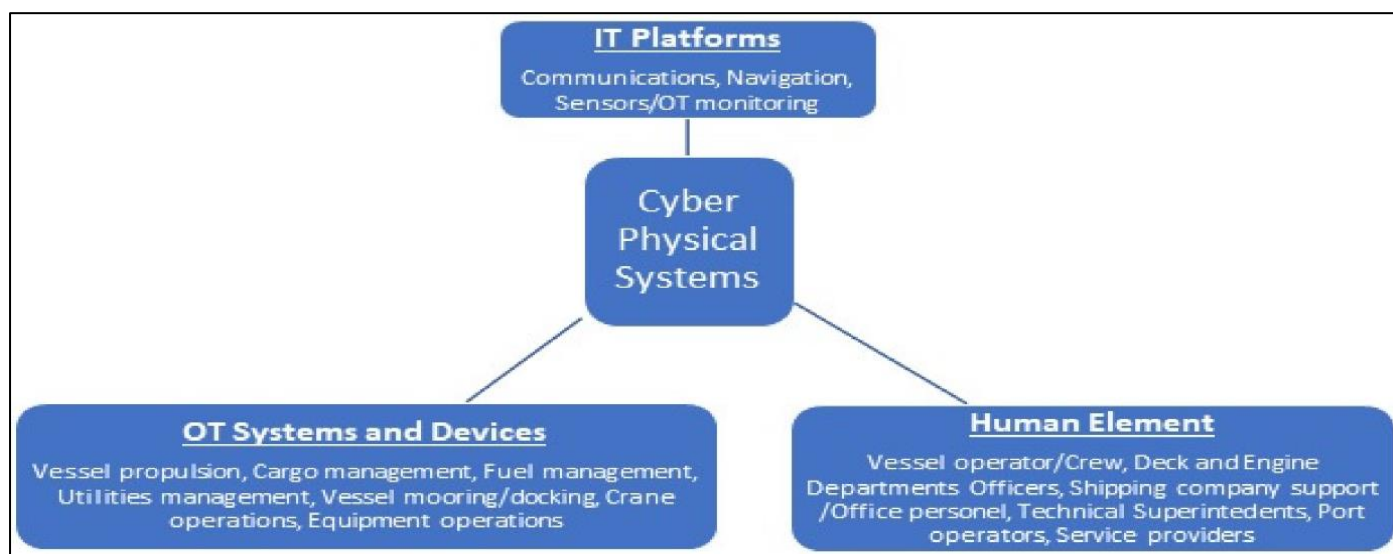 IT Platforms
Communications, Navigation,
Sensors/OT monitoring
Cyber
Physical
Systems
OT Systems and Devices
Vessel propulsion, Cargo management, Fuel management,
Utilities management, Vessel mooring/docking, Crane
operations, Equipment operations
Human Element
Vessel operator/Crew, Deck and Engine
Departments Officers, Shipping company support
/Office personel, Technical Superintedents, Port
operators, Service providers